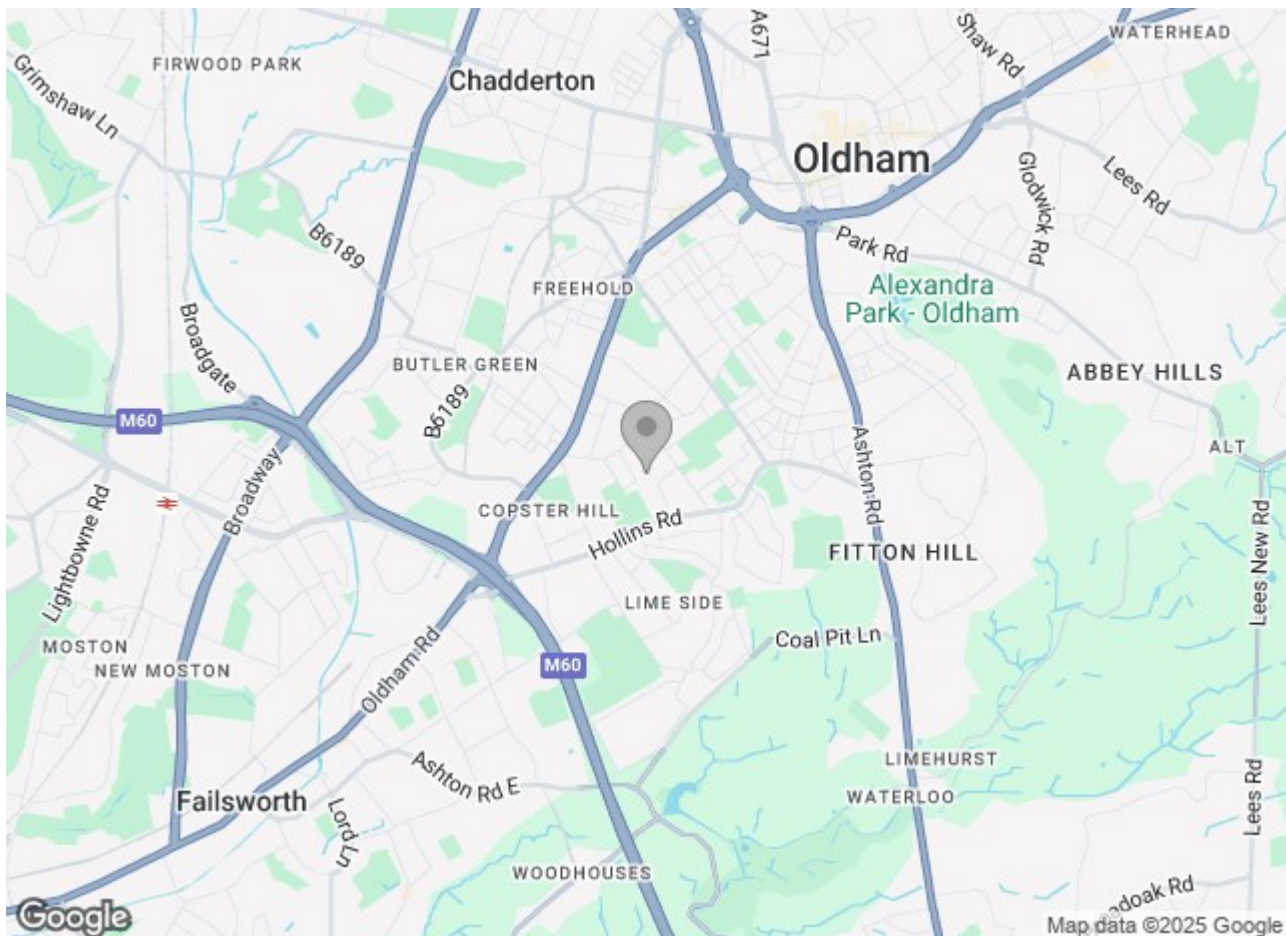 FIRWOOD PARK
Grimshaw Ln
Chadderton
A671
Shaw Rd
WATERHEAD
Oldham
Glodwick Rd
Lees Rd
B6189
Park Rd
FREEHOLD
Alexandra
Park - Oldham
Broadgate
BUTLER GREEN
ABBEY HILLS
B6189
M60
Ashton Rd
ALT
Broadway
COPSTER HILL
Hollins Rd
FITTON HILL
Lightbowne Rd
Lees New Rd
LIME SIDE
Coal Pit Ln
MOSTON
NEW MOSTON
Oldham Rd
M60
Ashton Rd E
LIMEHURST
WATERLOO
Failsworth
Lord Ln
Lees Rd
WOODHOUSES
Google
Map data ©2025 Google